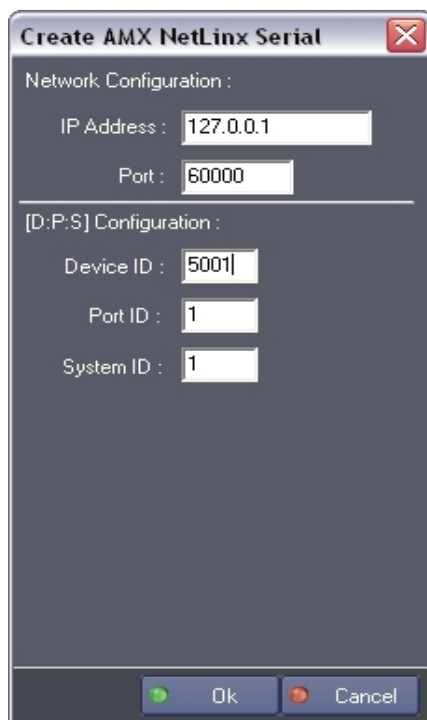 Create AMX NetLinx Serial
Network Configuration :
IP Address : 127.0.0.1
Port : 60000
[D:P:S] Configuration :
Device ID : 5001
Port ID : 1
System ID : 1
Ok Cancel